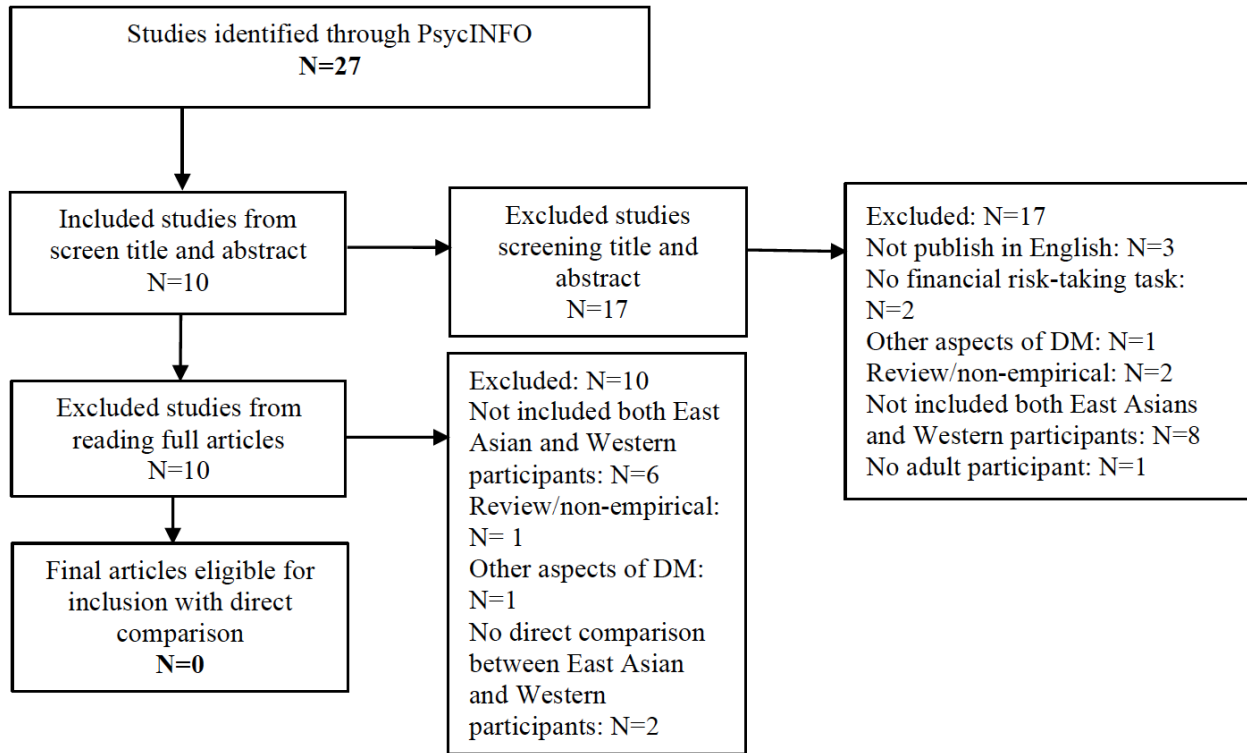 Studies identified through PsycINFO
N=27
Included studies from
screen title and abstract
N=10
Excluded studies
screening title and
abstract
N=17
Excluded: N=17
Not publish in English: N=3
No financial risk-taking task:
N=2
Other aspects of DM: N=1
Review/non-empirical: N=2
Not included both East Asians
and Western participants: N=8
No adult participant: N=1
Excluded studies from
reading full articles
N=10
Excluded: N=10
Not included both East
Asian and Western
participants: N=6
Review/non-empirical:
N= 1
Other aspects of DM:
N=1
No direct comparison
between East Asian
and Western
participants: N=2
Final articles eligible for
inclusion with direct
comparison
N=0